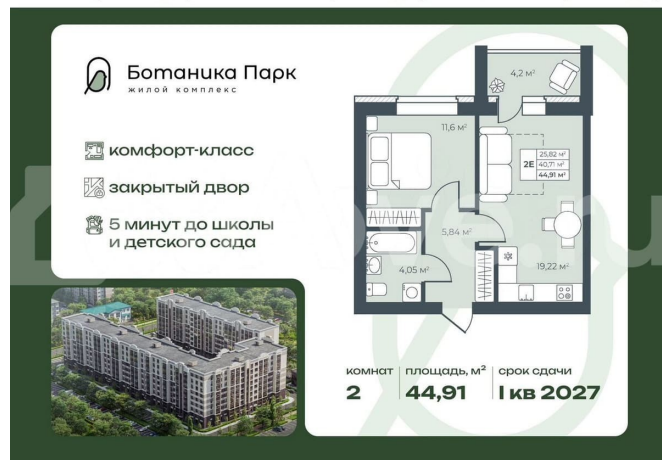 Ботаника Парк
жилой комплекс
комфорт-класс
закрытый двор
5 минут до школы
и детского сада
4,2 м²
11,6 м²
2Е
25,82 м²
40,71 м²
44,91 м²
5,84 м²
4,05 м²
19,22 м²
комнат
2
площадь, м²
44,91
срок сдачи
I кв 2027